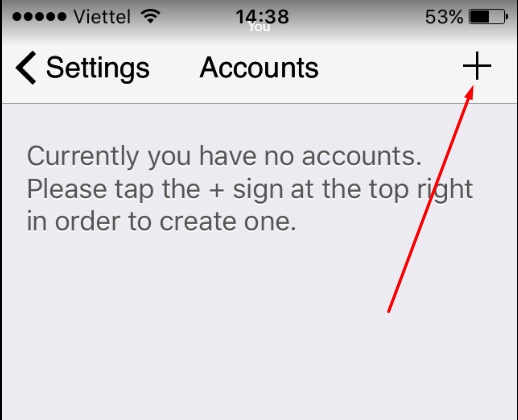 Viettel 14:38 53%
You
Settings Accounts +
Currently you have no accounts.
Please tap the + sign at the top right
in order to create one.